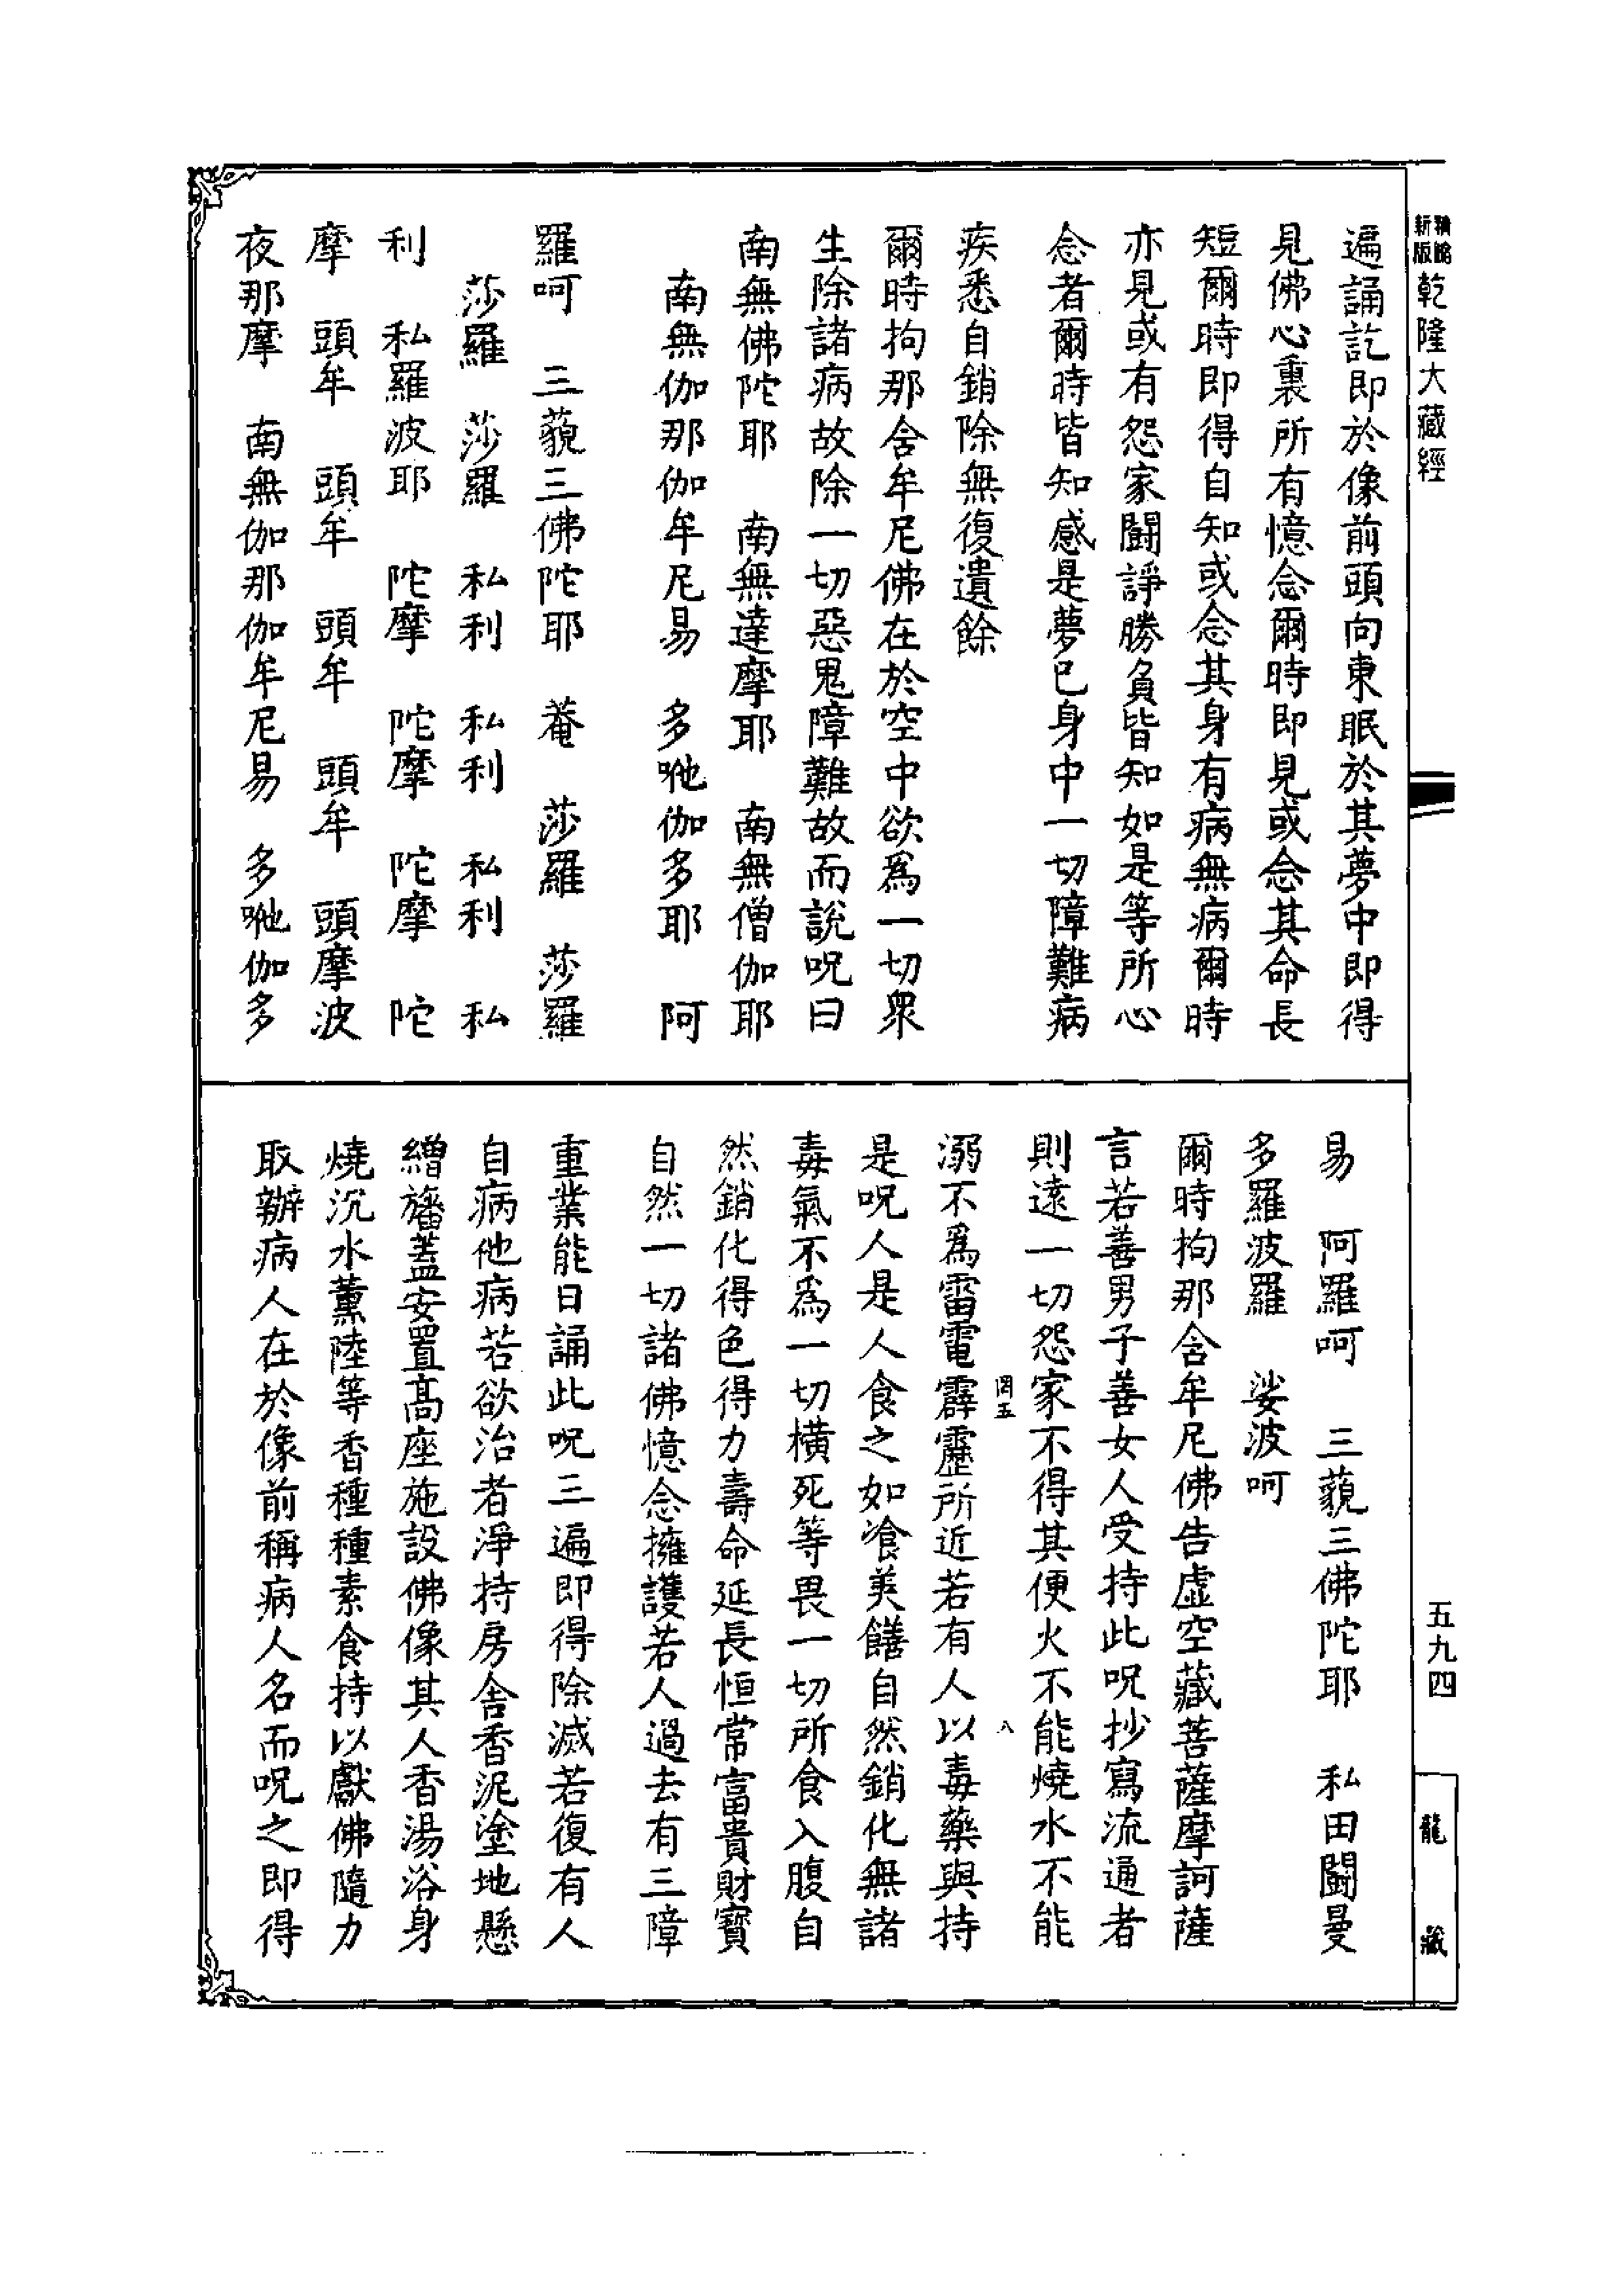 精繪新版乾隆大藏經
遍誦訖即於像前頭向東眠於其夢中即得
見佛心裏所有憶念爾時即見或念其命長
短爾時即得自知或念其身有病無病爾時
亦見或有怨家鬪諍勝負皆知如是等所心
念者爾時皆知感是夢巳身中一切障難病
疾悉自銷除無復遺餘
爾時拘那舍牟尼佛在於空中欲爲一切衆
生除諸病故除一切惡鬼障難故而說呪曰
南無佛陀耶 南無達摩耶 南無僧伽耶
南無伽那伽牟尼易 多吔伽多耶 阿
羅呵 三藐三佛陀耶 菴 莎羅 莎羅
莎羅 莎羅 私利 私利 私利 私
利 私羅波耶 陀摩 陀摩 陀摩 陀
摩 頭牟 頭牟 頭牟 頭牟 頭摩波
夜那摩 南無伽那伽牟尼易 多吔伽多
易 阿羅呵 三藐三佛陀耶 私田闘曼
多羅波羅 娑波呵
爾時拘那含牟尼佛告虛空藏菩薩摩訶薩
言若善男子善女人受持此呪抄寫流通者
則遠一切怨家不得其便火不能燒水不能
罔五 八
溺不爲雷電霹靂所近若有人以毒藥與持
是呪人是人食之如飡美饍自然銷化無諸
毒氣不爲一切橫死等畏一切所食入腹自
然銷化得色得力壽命延長恒常富貴財寶
自然一切諸佛憶念擁護若人過去有三障
重業能日誦此呪三遍即得除滅若復有人
自病他病若欲治者淨持房舍香泥塗地懸
繒旛蓋安置高座施設佛像其人香湯浴身
燒沉水薰陸等香種種素食持以獻佛隨力
取辦病人在於像前稱病人名而呪之即得
五九四
龍藏